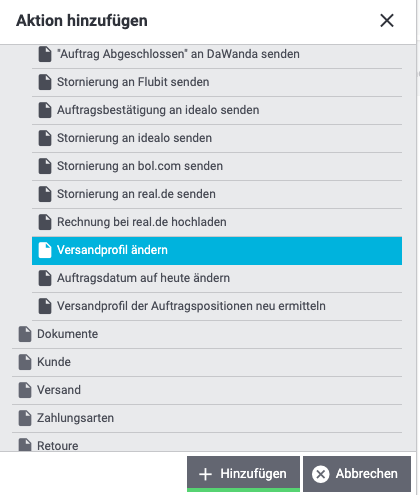 Aktion hinzufügen
"Auftrag Abgeschlossen" an DaWanda senden
Stornierung an Flubit senden
Auftragsbestätigung an idealo senden
Stornierung an idealo senden
Stornierung an bol.com senden
Stornierung an real.de senden
Rechnung bei real.de hochladen
Versandprofil ändern
Auftragsdatum auf heute ändern
Versandprofil der Auftragspositionen neu ermitteln
Dokumente
Kunde
Versand
Zahlungsarten
Retoure
Hinzufügen Abbrechen